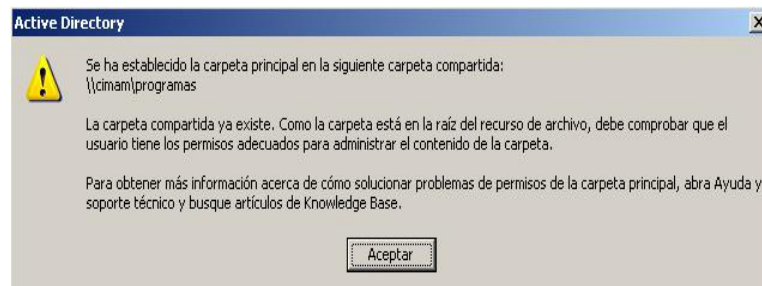 Active Directory
Se ha establecido la carpeta principal en la siguiente carpeta compartida:
\\cimam\programas
La carpeta compartida ya existe. Como la carpeta está en la raíz del recurso de archivo, debe comprobar que el
usuario tiene los permisos adecuados para administrar el contenido de la carpeta.
Para obtener más información acerca de cómo solucionar problemas de permisos de la carpeta principal, abra Ayuda y
soporte técnico y busque artículos de Knowledge Base.
Aceptar